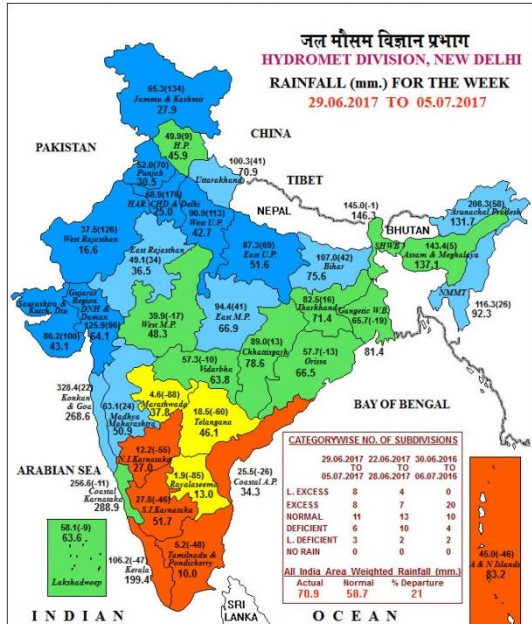 जल मौसम विज्ञान प्रभाग
HYDROMET DIVISION, NEW DELHI
RAINFALL (mm.) FOR THE WEEK
29.06.2017 TO 05.07.2017
65.3(134)
Jammu & Kashmir
27.9
PAKISTAN
CHINA
49.9(9)
H.P.
45.9
TIBET
100.3(41)
70.9
Uttarakhand
52.0(70)
Punjab
30.5
68.9(176)
HAR. CHD & Delhi
25.0
NEPAL
90.9(113)
West U.P.
42.7
37.5(126)
West Rajasthan
16.6
East Rajasthan
49.1(34)
36.5
87.3(69)
East U.P.
51.6
107.0(42)
Bihar
75.6
145.0(-1)
146.3
SHWB
BHUTAN
208.3(58)
Arunachal Pradesh
131.7
143.4(5)
Assam & Meghalaya
137.1
NMMT
116.3(26)
92.3
Saurashtra &
Kutch, Diu
86.2(100)
43.1
Gujarat
Region
DNH &
Daman
125.9(96)
64.1
39.9(-17)
West M.P.
48.3
94.4(41)
East M.P.
66.9
82.5(16)
Jharkhand
71.4
Gangetic W.B.
65.7(-19)
81.4
89.0(13)
Chhattisgarh
78.6
57.7(-13)
Orissa
66.5
57.3(-10)
Vidarbha
63.8
328.4(22)
Konkan
& Goa
268.6
63.1(24)
Madhya
Maharashtra
50.9
4.6(-88)
Marathwada
37.8
18.5(-60)
Telangana
46.1
BAY OF BENGAL
ARABIAN SEA
12.2(-55)
N.I.Karnataka
27.0
1.9(-85)
Rayalaseema
13.0
25.5(-26)
Coastal A.P.
34.3
256.6(-11)
Coastal
Karnataka
288.9
27.8(-46)
S.I.Karnataka
51.7
5.2(-48)
Tamilnadu &
Pondicherry
10.0
106.2(-47)
Kerala
199.4
58.1(-9)
63.6
Lakshadweep
45.0(-46)
A & N Islands
83.2
SRI
LANKA
INDIAN OCEAN
CATEGORYWISE NO. OF SUBDIVISIONS
29.06.2017 22.06.2017 30.06.2016
TO TO TO
05.07.2017 28.06.2017 06.07.2016
L. EXCESS 8 4 0
EXCESS 8 7 20
NORMAL 11 13 10
DEFICIENT 6 10 4
L. DEFICIENT 3 2 2
NO RAIN 0 0 0
All India Area Weighted Rainfall (mm.)
Actual Normal % Departure
70.9 58.7 21